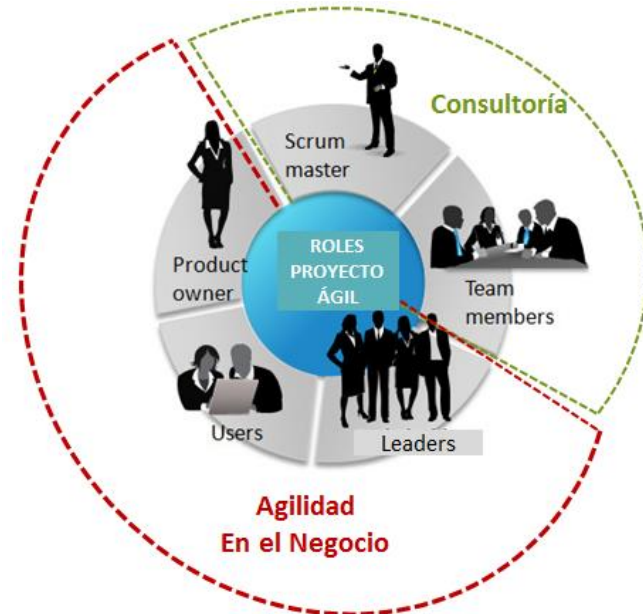 Consultoría
Scrum
master
ROLES
PROYECTO
ÁGIL
Product
owner
Team
members
Users
Leaders
Agilidad
En el Negocio